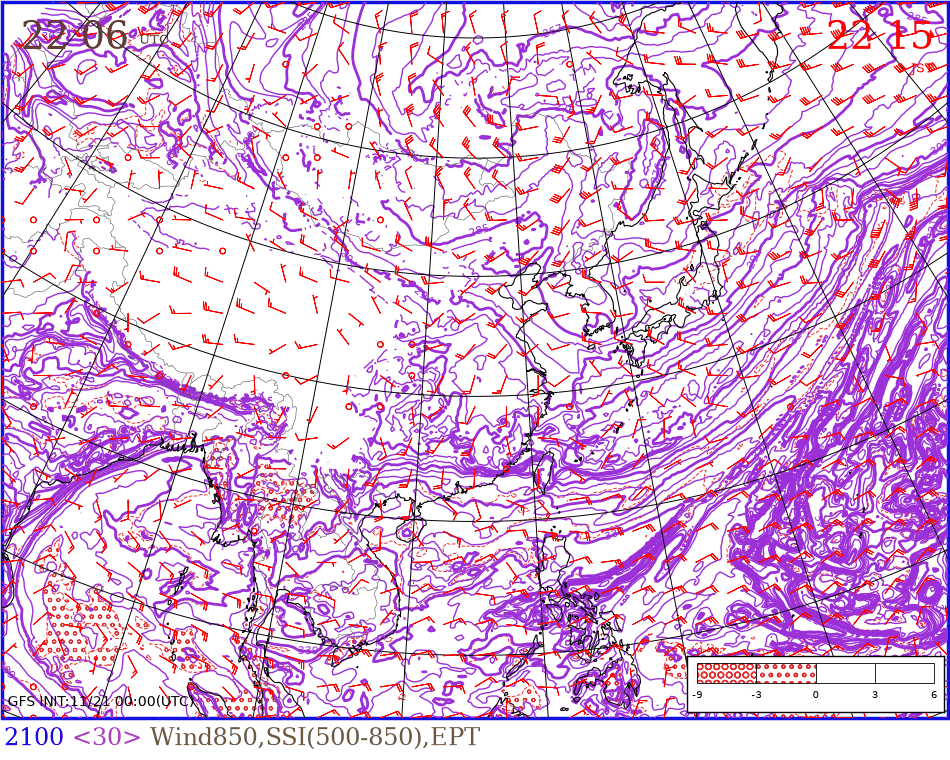 22 06 UTC 22 15
GFS INIT:11/21 00:00(UTC)
-9 -3 0 3 6
2100 <30> Wind850,SSI(500-850),EPT